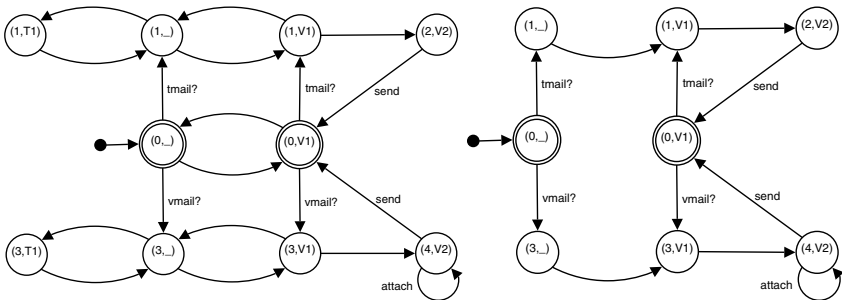 (1,T1) (1,_) (1,V1) (2,V2) (1,_) (1,V1) (2,V2)
tmail? tmail? send tmail? tmail? send
(0,_) (0,V1) (0,_) (0,V1)
vmail? vmail? send vmail? vmail? send
(3,T1) (3,_) (3,V1) (4,V2) (3,_) (3,V1) (4,V2)
attach attach